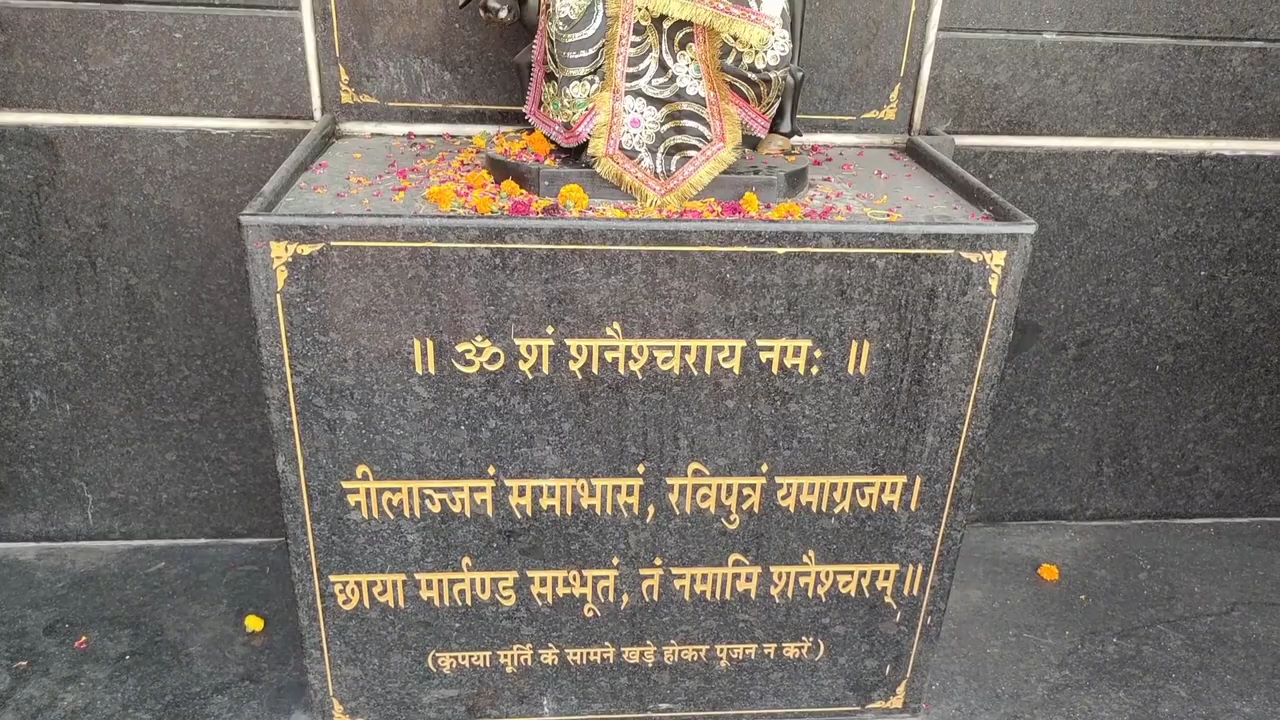 ॥ ॐ शं शनैश्चराय नमः ॥
नीलाञ्जनं समाभासं, रविपुत्रं यमाग्रजम।
छाया मार्तण्ड सम्भूतं, तं नमामि शनैश्चरम्॥
(कृपया मूर्ति के सामने खड़े होकर पूजन न करें)